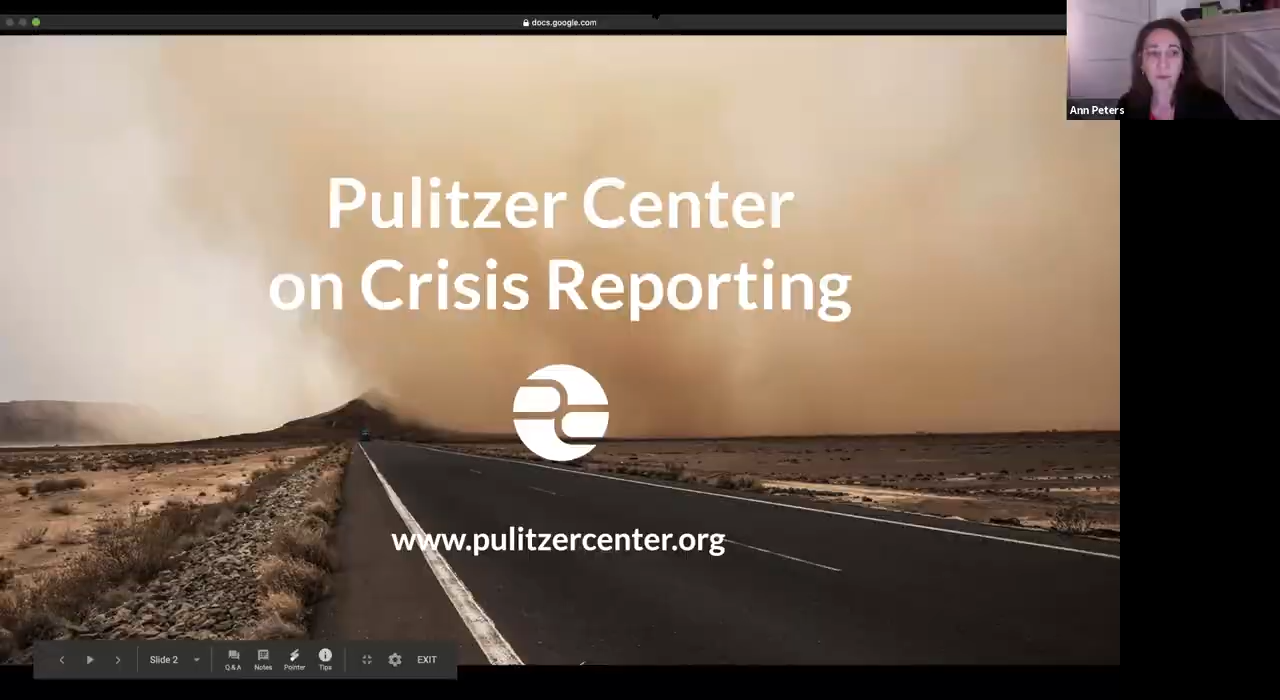 docs.google.com
Ann Peters
Pulitzer Center
on Crisis Reporting
www.pulitzercenter.org
Slide 2
Q&A
Notes
Pointer
Tips
EXIT